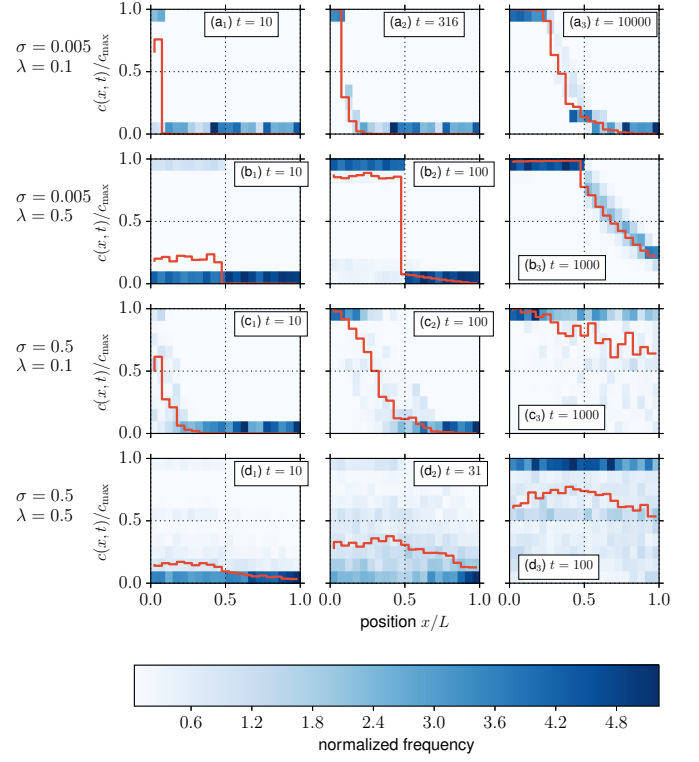 (a₁) t = 10
(a₂) t = 316
(a₃) t = 10000
σ = 0.005
λ = 0.1
c(x, t)/c_max
1.0
0.5
0.0
(b₁) t = 10
(b₂) t = 100
(b₃) t = 1000
σ = 0.005
λ = 0.5
c(x, t)/c_max
1.0
0.5
0.0
(c₁) t = 10
(c₂) t = 100
(c₃) t = 1000
σ = 0.5
λ = 0.1
c(x, t)/c_max
1.0
0.5
0.0
(d₁) t = 10
(d₂) t = 31
(d₃) t = 100
σ = 0.5
λ = 0.5
c(x, t)/c_max
1.0
0.5
0.0
0.0 0.5 1.0 0.0 0.5 1.0 0.0 0.5 1.0
position x/L
0.6 1.2 1.8 2.4 3.0 3.6 4.2 4.8
normalized frequency